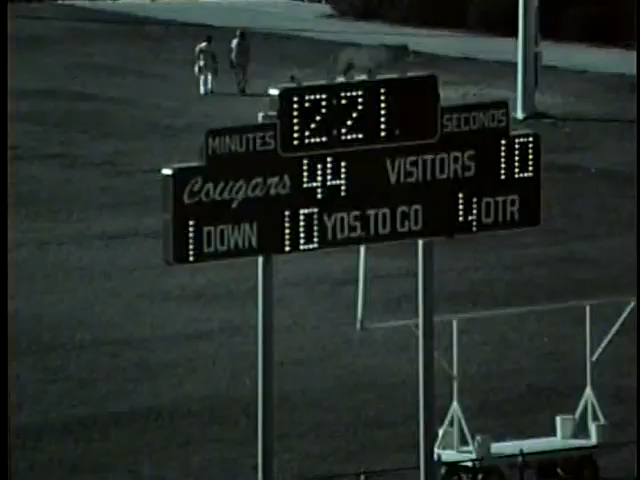 12:21
MINUTES SECONDS
Cougars 44 VISITORS 10
1 DOWN 10 YDS. TO GO 4 QTR